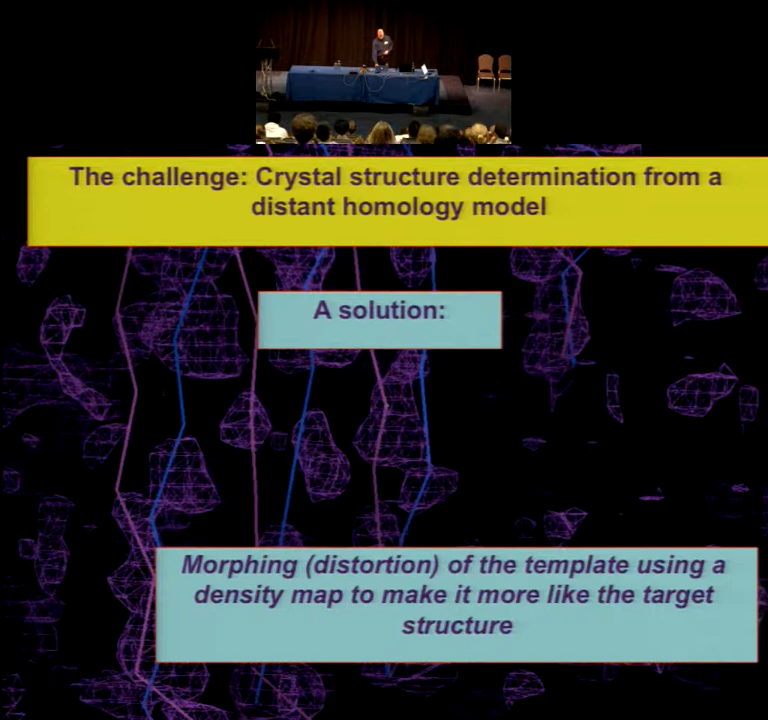 The challenge: Crystal structure determination from a
distant homology model
A solution:
Morphing (distortion) of the template using a
density map to make it more like the target
structure